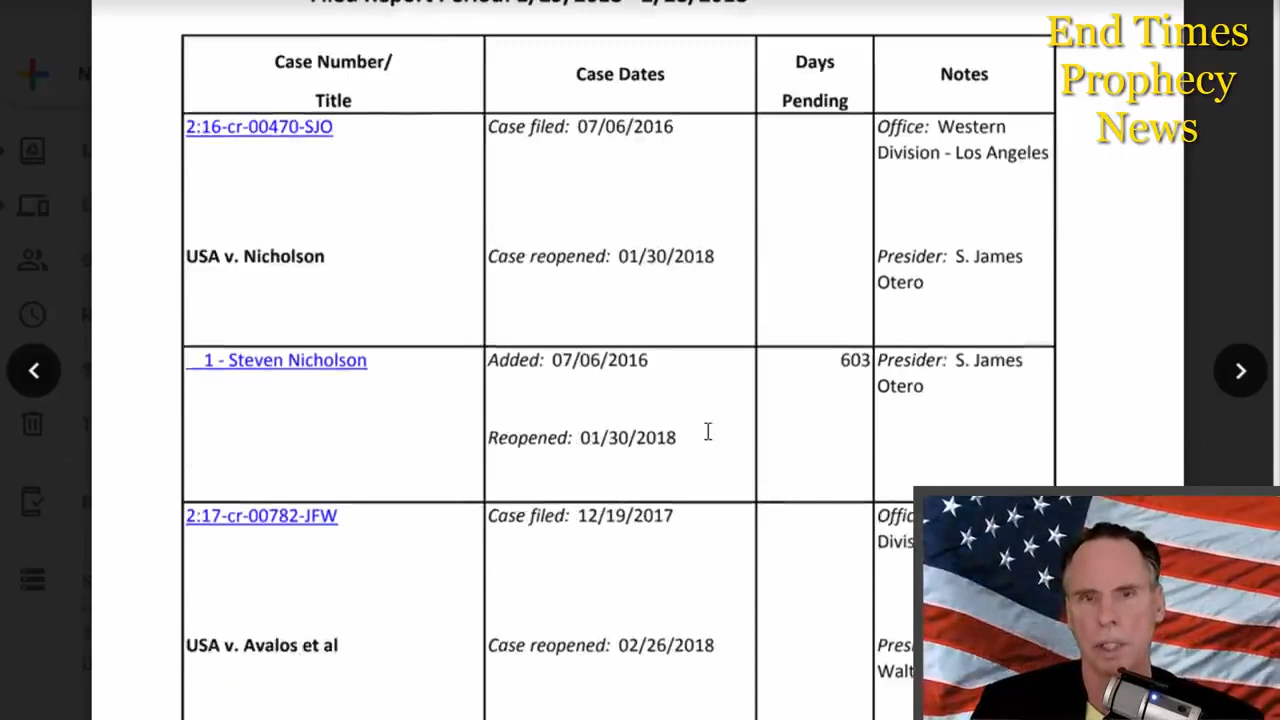 End Times
Prophecy
News
Case Number/
Title
Case Dates
Days
Pending
Notes
2:16-cr-00470-SJO
Case filed: 07/06/2016
Office: Western
Division - Los Angeles
USA v. Nicholson
Case reopened: 01/30/2018
Presider: S. James
Otero
1 - Steven Nicholson
Added: 07/06/2016
Reopened: 01/30/2018
603
Presider: S. James
Otero
2:17-cr-00782-JFW
Case filed: 12/19/2017
USA v. Avalos et al
Case reopened: 02/26/2018